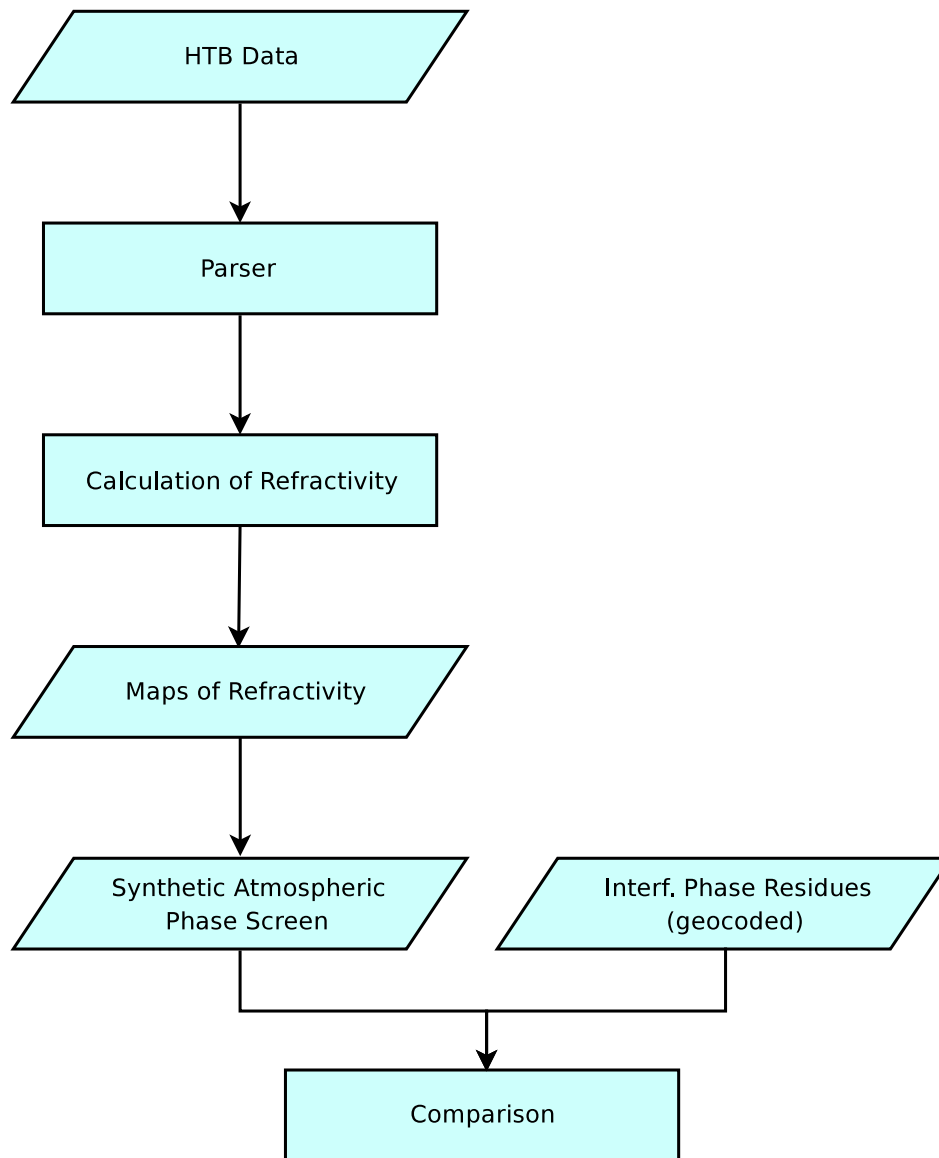 HTB Data
Parser
Calculation of Refractivity
Maps of Refractivity
Synthetic Atmospheric
Phase Screen
Interf. Phase Residues
(geocoded)
Comparison